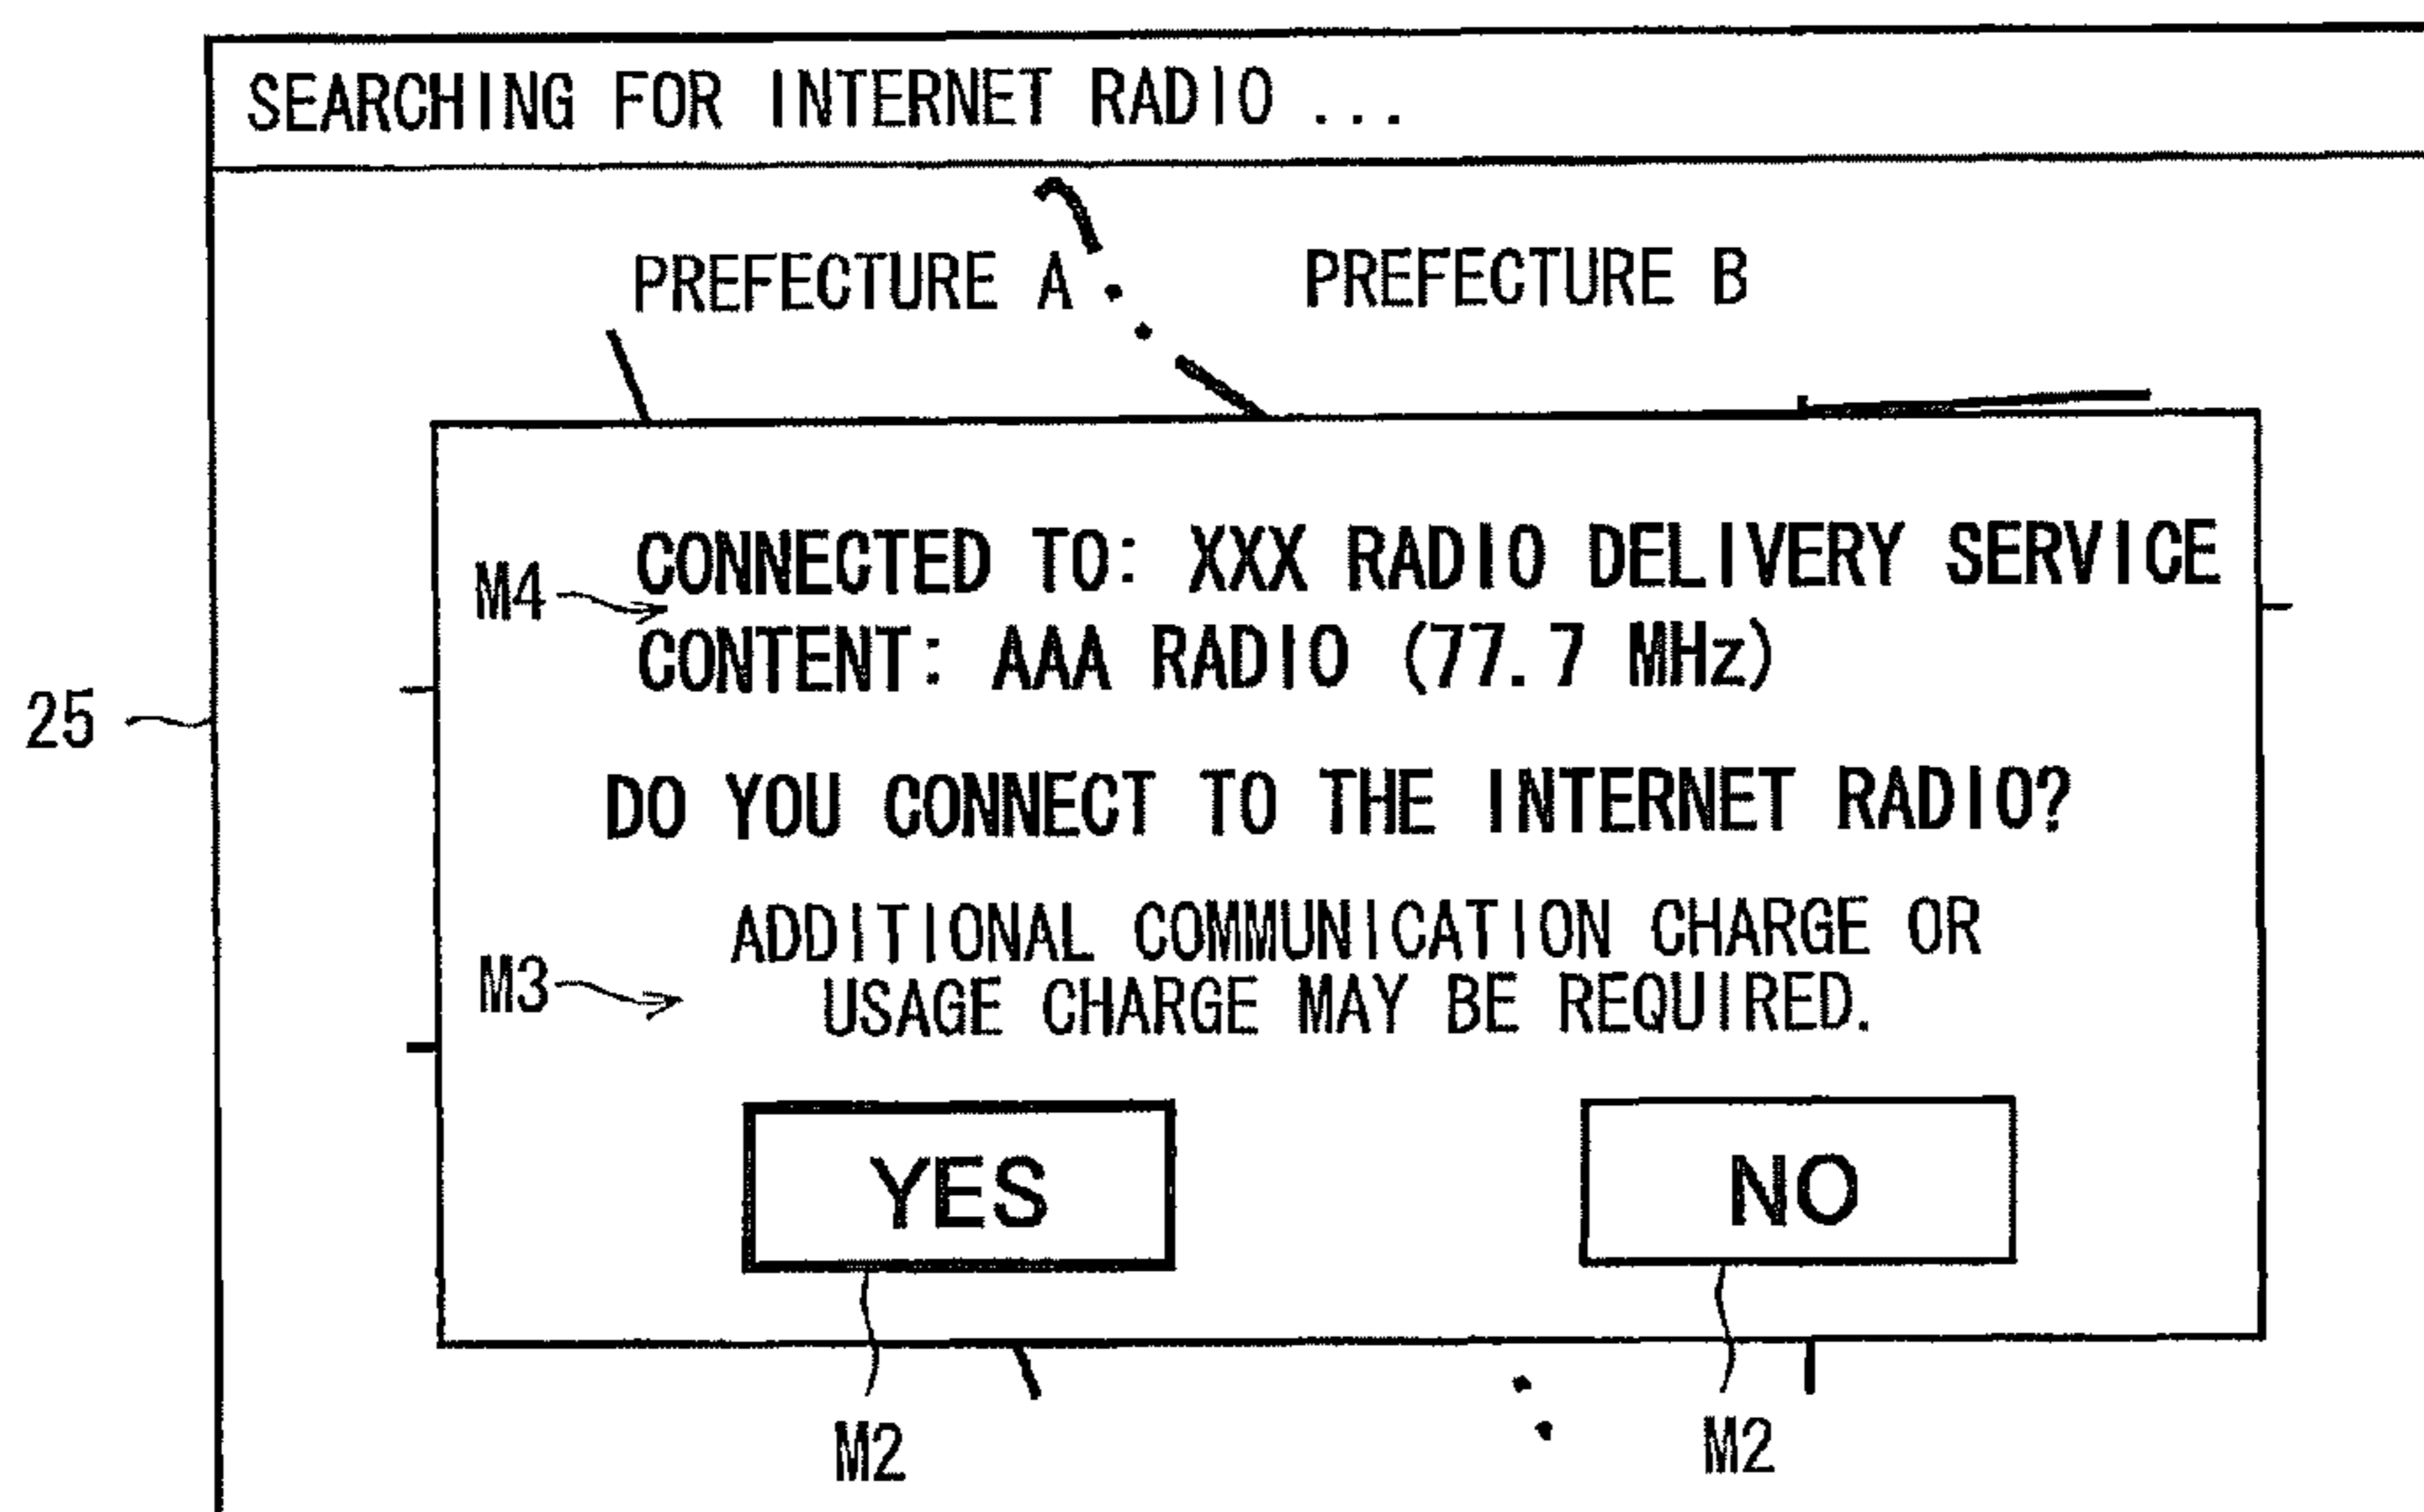 SEARCHING FOR INTERNET RADIO ...
PREFECTURE A
PREFECTURE B
M4
CONNECTED TO: XXX RADIO DELIVERY SERVICE
CONTENT: AAA RADIO (77.7 MHz)
25
DO YOU CONNECT TO THE INTERNET RADIO?
M3
ADDITIONAL COMMUNICATION CHARGE OR
USAGE CHARGE MAY BE REQUIRED.
YES
NO
M2
M2